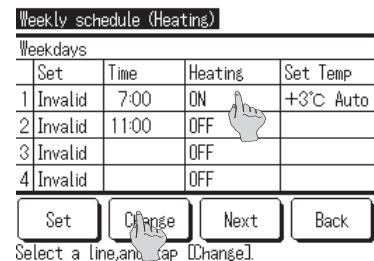 Weekly schedule (Heating)
Weekdays
Set Time Heating Set Temp
1 Invalid 7:00 ON +3°C Auto
2 Invalid 11:00 OFF
3 Invalid OFF
4 Invalid OFF
Set Change Next Back
Select a line,and tap [Change].